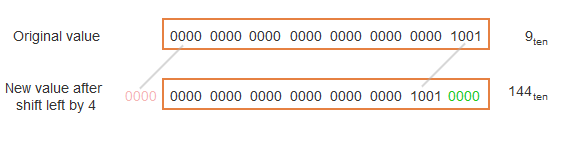 Original value 0000 0000 0000 0000 0000 0000 0000 1001 9ten
New value after
shift left by 4
0000 0000 0000 0000 0000 0000 0000 1001 0000 144ten